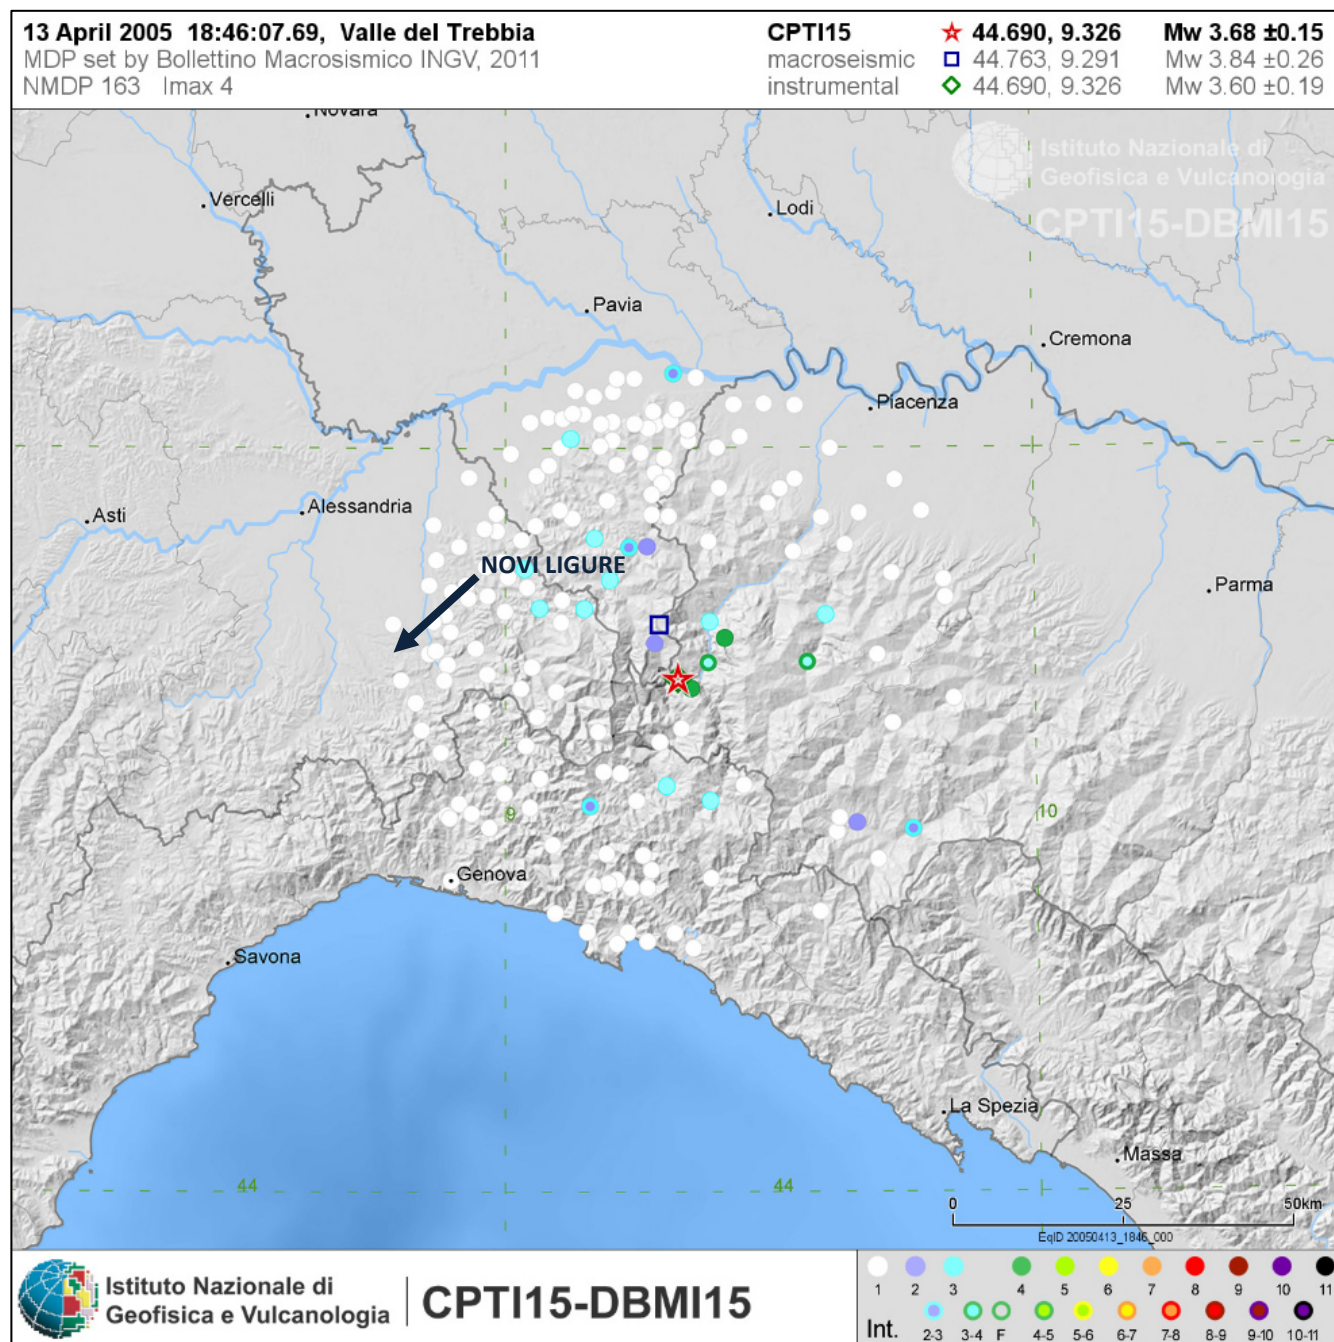 13 April 2005 18:46:07.69, Valle del Trebbia
MDP set by Bollettino Macrosismico INGV, 2011
NMDP 163 Imax 4
CPTI15 44.690, 9.326 Mw 3.68 ±0.15
macroseismic 44.763, 9.291 Mw 3.84 ±0.26
instrumental 44.690, 9.326 Mw 3.60 ±0.19
Novara
Istituto Nazionale di
Geofisica e Vulcanologia
CPTI15-DBMI15
Vercelli
Lodi
Pavia
Cremona
Piacenza
Alessandria
Asti
NOVI LIGURE
Parma
9
10
Genova
Savona
La Spezia
Massa
44
44
0 25 50km
EqID 20050413_1846_000
Istituto Nazionale di
Geofisica e Vulcanologia
CPTI15-DBMI15
1 2 3 4 5 6 7 8 9 10 11
Int. 2-3 3-4 F 4-5 5-6 6-7 7-8 8-9 9-10 10-11